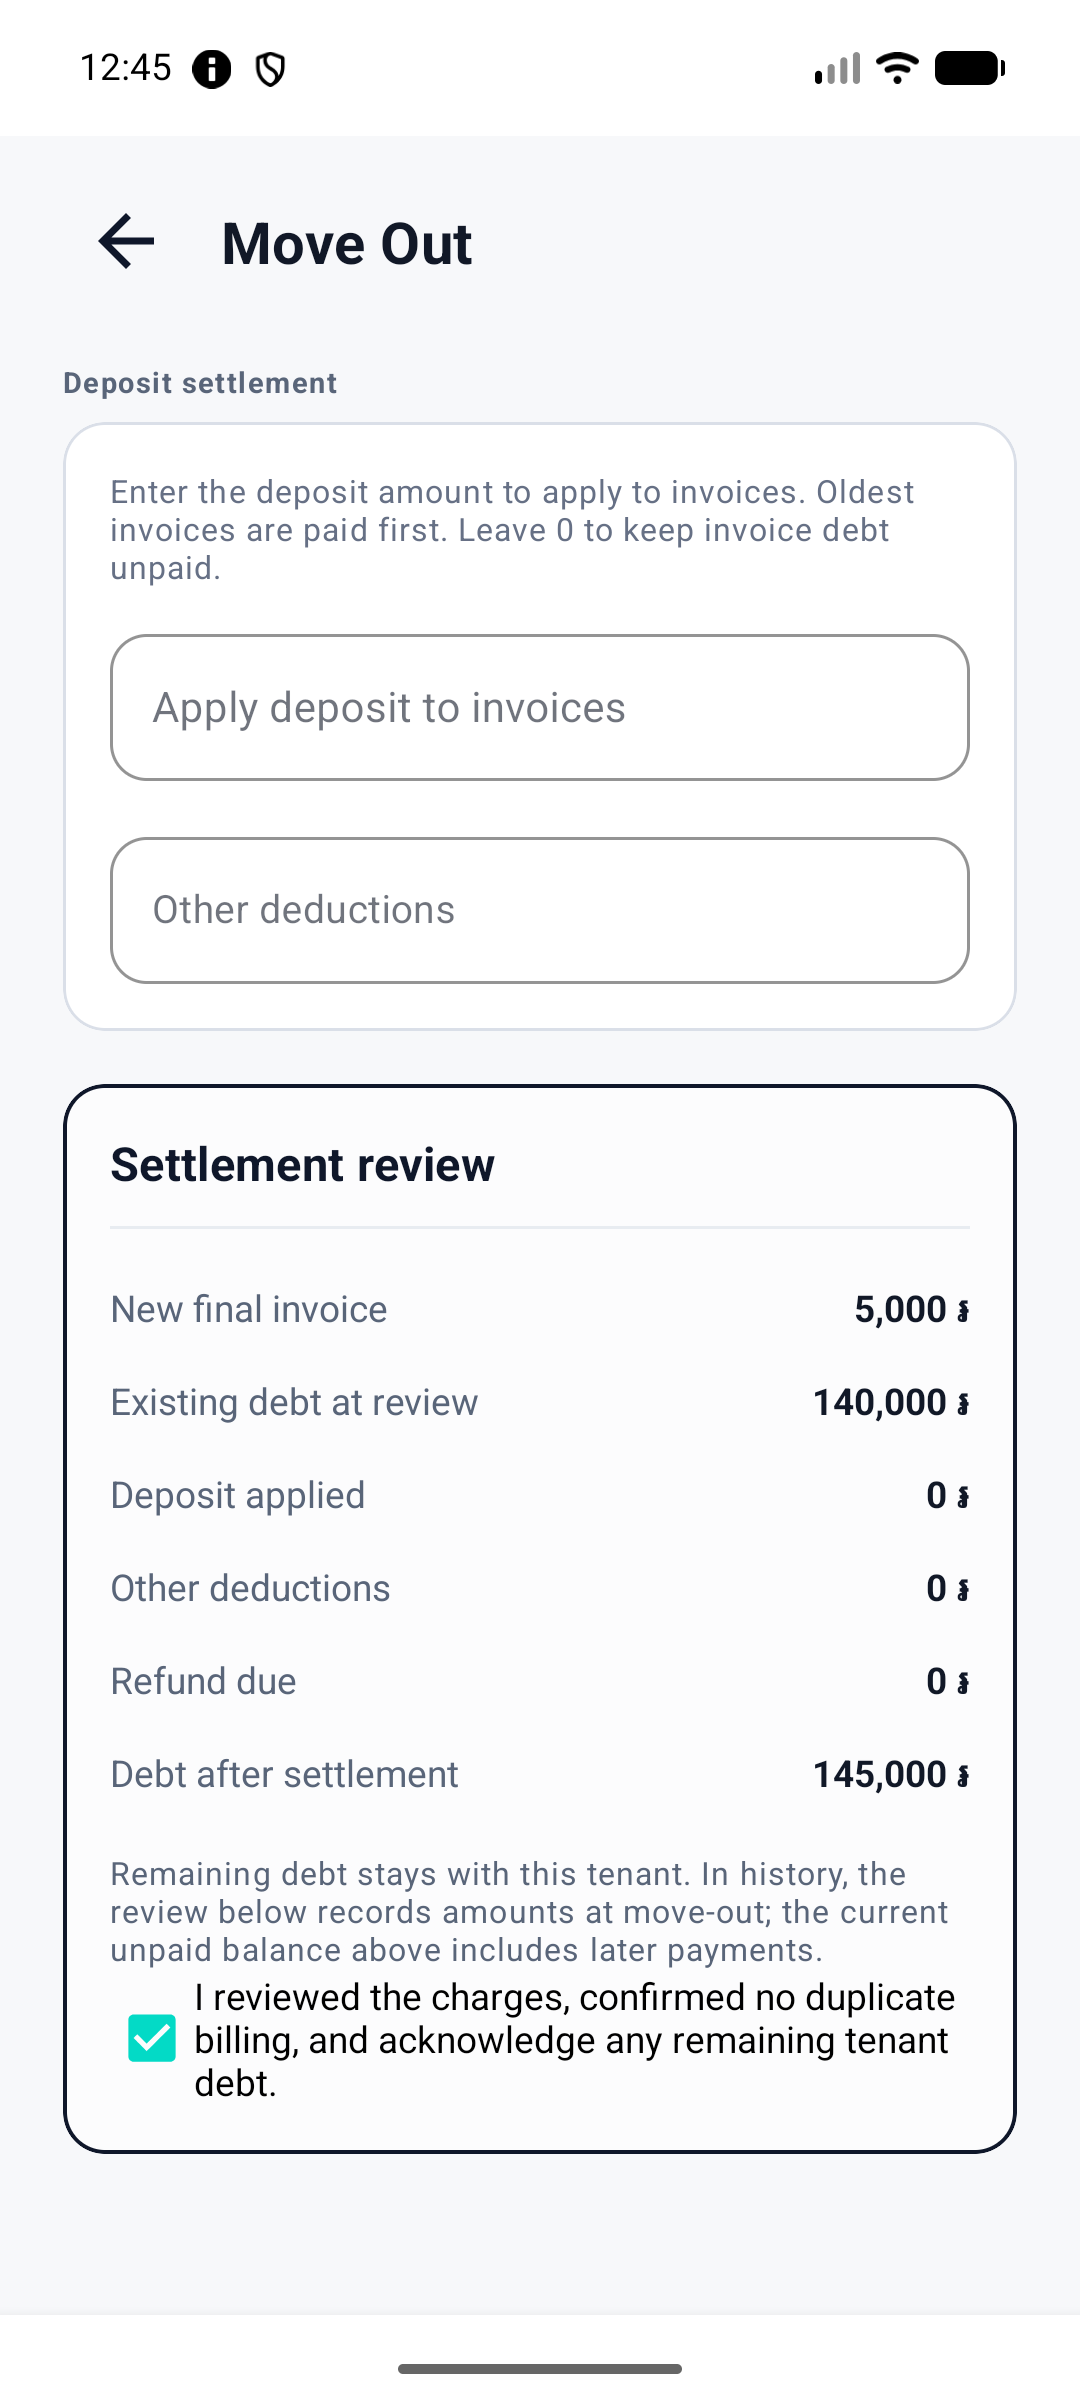 12:45
Move Out
Deposit settlement
Enter the deposit amount to apply to invoices. Oldest
invoices are paid first. Leave 0 to keep invoice debt
unpaid.
Apply deposit to invoices
Other deductions
Settlement review
New final invoice 5,000
Existing debt at review 140,000
Deposit applied 0
Other deductions 0
Refund due 0
Debt after settlement 145,000
Remaining debt stays with this tenant. In history, the
review below records amounts at move-out; the current
unpaid balance above includes later payments.
I reviewed the charges, confirmed no duplicate
billing, and acknowledge any remaining tenant
debt.